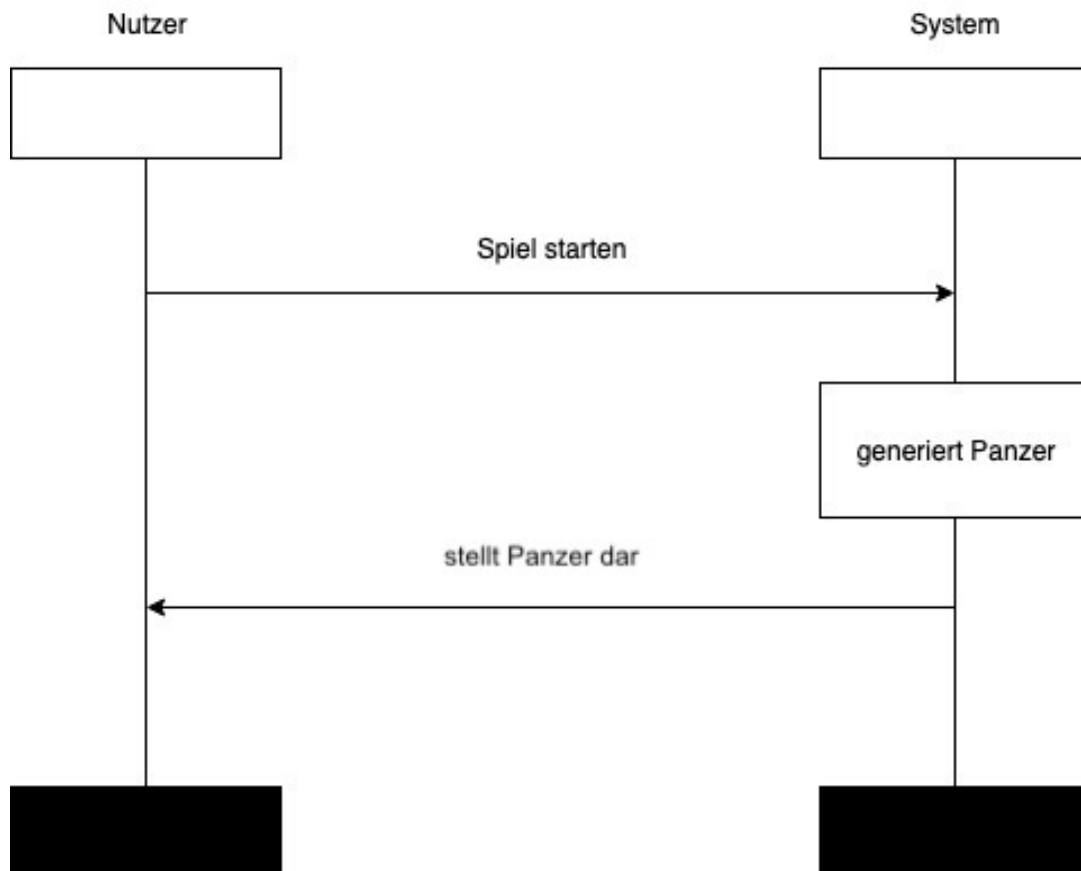 Nutzer
System
Spiel starten
generiert Panzer
stellt Panzer dar